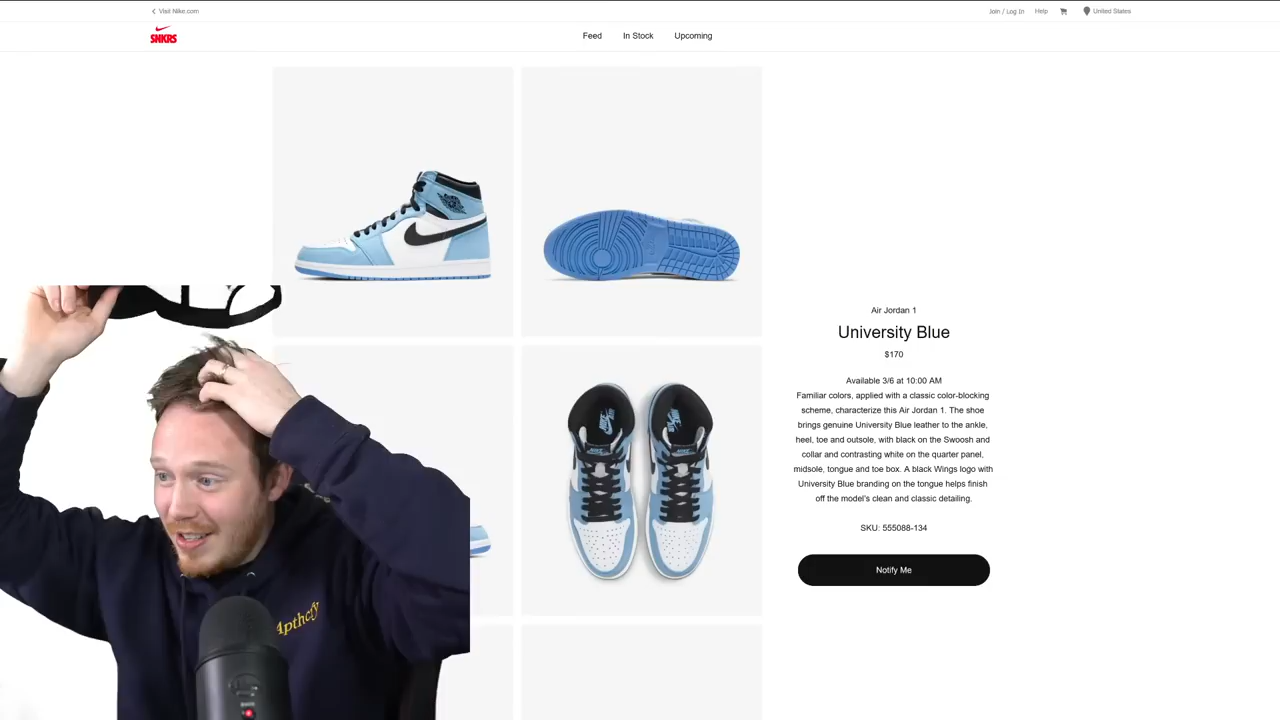 Visit Nike.com
Join / Log In
Help
United States
SNKRS
Feed
In Stock
Upcoming
Air Jordan 1
University Blue
$170
Available 3/6 at 10:00 AM
Familiar colors, applied with a classic color-blocking
scheme, characterize this Air Jordan 1. The shoe
brings genuine University Blue leather to the ankle,
heel, toe and outsole, with black on the Swoosh and
collar and contrasting white on the quarter panel,
midsole, tongue and toe box. A black Wings logo with
University Blue branding on the tongue helps finish
off the model's clean and classic detailing.
SKU: 555088-134
Notify Me